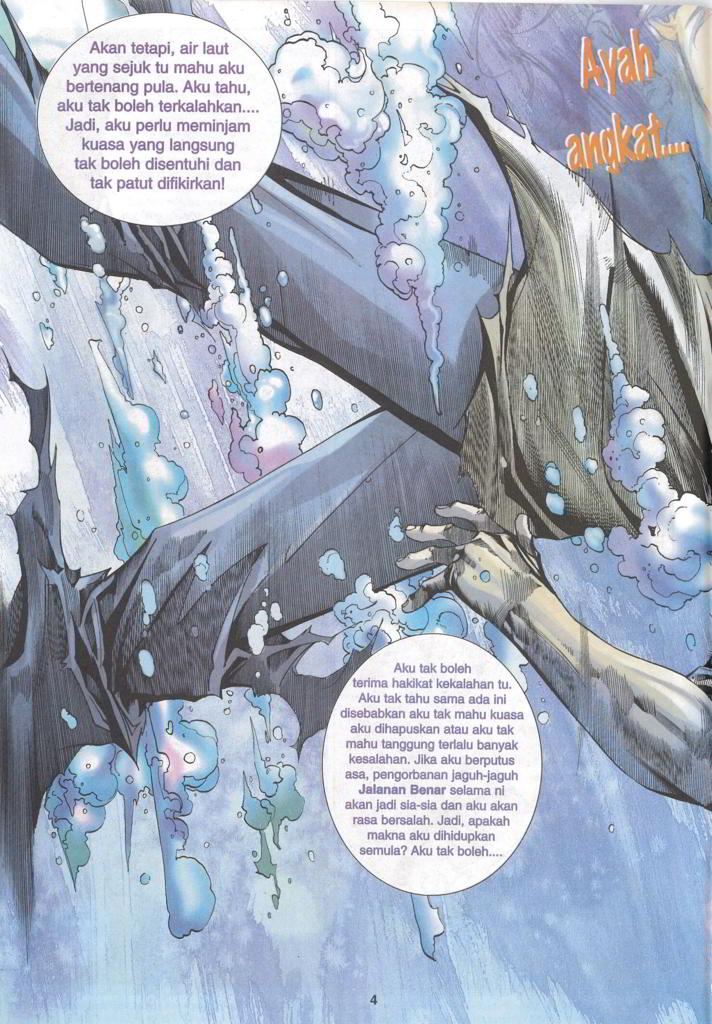 Akan tetapi, air laut
yang sejuk tu mahu aku
bertenang pula. Aku tahu,
aku tak boleh terkalahkan....
Jadi, aku perlu meminjam
kuasa yang langsung
tak boleh disentuhi dan
tak patut difikirkan!
Ayah
angkat....
Aku tak boleh
terima hakikat kekalahan tu.
Aku tak tahu sama ada ini
disebabkan aku tak mahu kuasa
aku dihapuskan atau aku tak
mahu tanggung terlalu banyak
kesalahan. Jika aku berputus
asa, pengorbanan jaguh-jaguh
Jalanan Benar selama ni
akan jadi sia-sia dan aku akan
rasa bersalah. Jadi, apakah
makna aku dihidupkan
semula? Aku tak boleh....
4